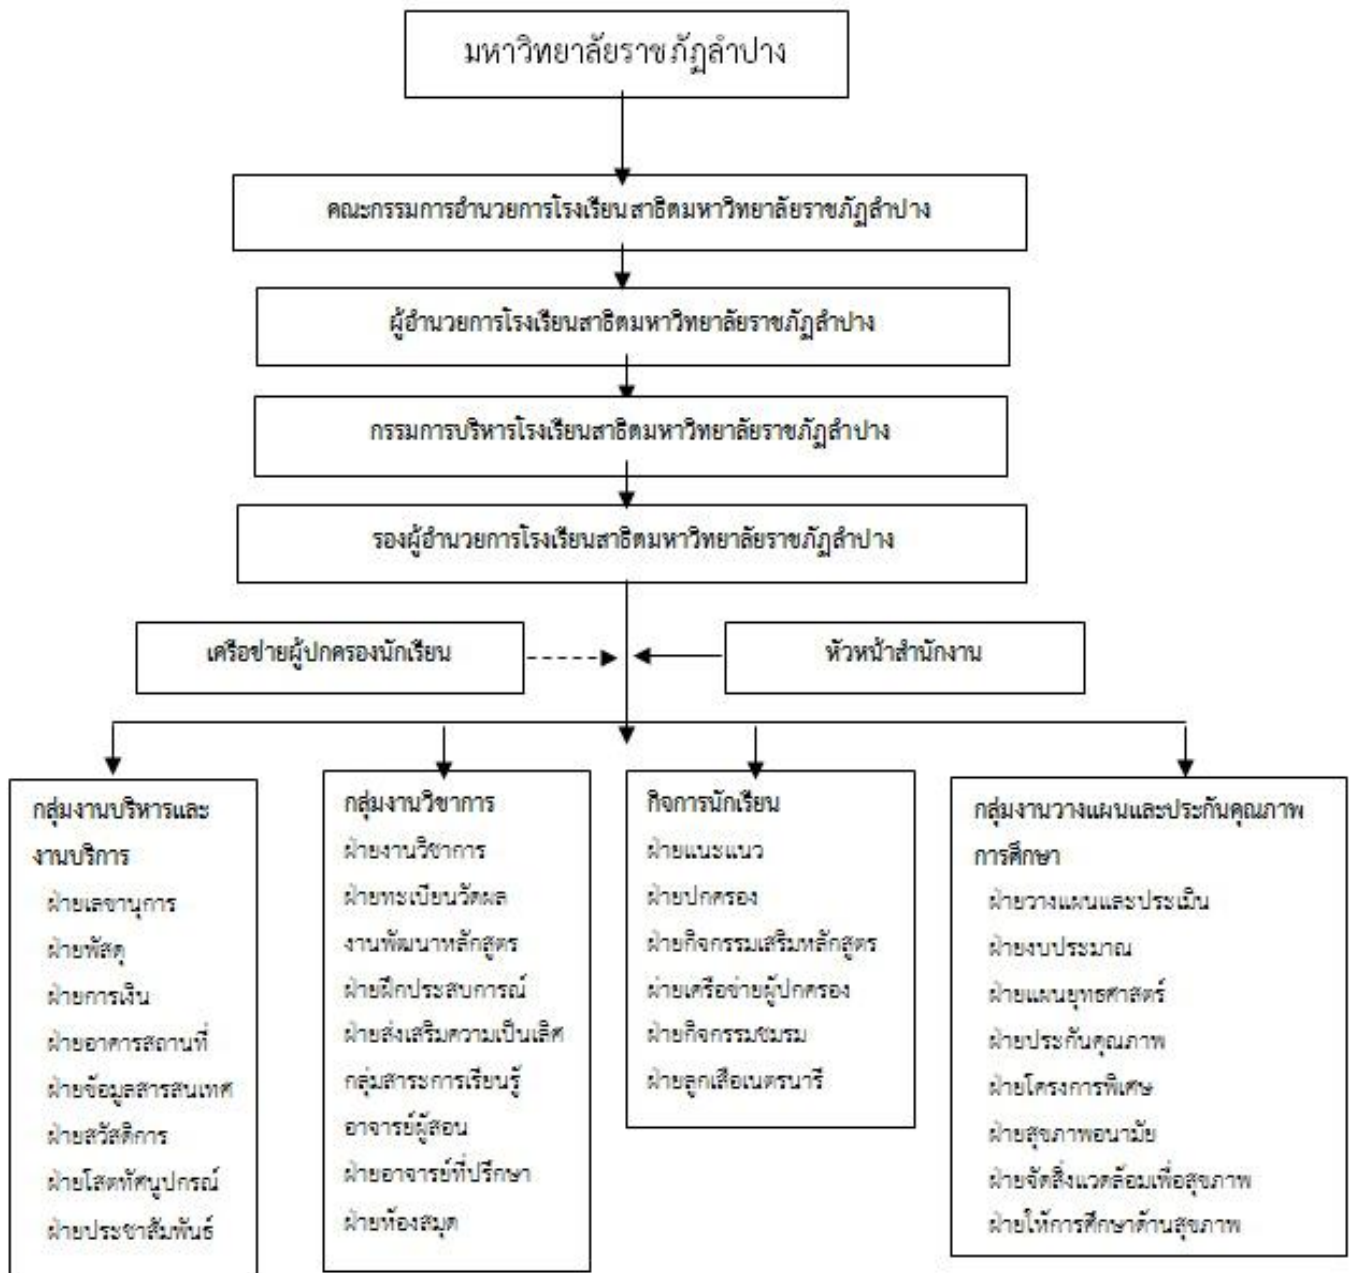 มหาวิทยาลัยราชภัฏลำปาง
คณะกรรมการอำนวยการโรงเรียนสาธิตมหาวิทยาลัยราชภัฏลำปาง
ผู้อำนวยการโรงเรียนสาธิตมหาวิทยาลัยราชภัฏลำปาง
กรรมการบริหารโรงเรียนสาธิตมหาวิทยาลัยราชภัฏลำปาง
รองผู้อำนวยการโรงเรียนสาธิตมหาวิทยาลัยราชภัฏลำปาง
เครือข่ายผู้ปกครองนักเรียน
หัวหน้าสำนักงาน
กลุ่มงานบริหารและ
งานบริการ
ฝ่ายเลขานุการ
ฝ่ายพัสดุ
ฝ่ายการเงิน
ฝ่ายอาคารสถานที่
ฝ่ายข้อมูลสารสนเทศ
ฝ่ายสวัสดิการ
ฝ่ายโสตทัศนูปกรณ์
ฝ่ายประชาสัมพันธ์
กลุ่มงานวิชาการ
ฝ่ายงานวิชาการ
ฝ่ายทะเบียนวัดผล
งานพัฒนาหลักสูตร
ฝ่ายฝึกประสบการณ์
ฝ่ายส่งเสริมความเป็นเลิศ
กลุ่มสาระการเรียนรู้
อาจารย์ผู้สอน
ฝ่ายอาจารย์ที่ปรึกษา
ฝ่ายห้องสมุด
กิจการนักเรียน
ฝ่ายแนะแนว
ฝ่ายปกครอง
ฝ่ายกิจกรรมเสริมหลักสูตร
ผ่ายเครือข่ายผู้ปกครอง
ฝ่ายกิจกรรมชมรม
ฝ่ายลูกเสือเนตรนารี
กลุ่มงานวางแผนและประกันคุณภาพ
การศึกษา
ฝ่ายวางแผนและประเมิน
ฝ่ายงบประมาณ
ฝ่ายแผนยุทธศาสตร์
ฝ่ายประกันคุณภาพ
ฝ่ายโครงการพิเศษ
ฝ่ายสุขภาพอนามัย
ฝ่ายจัดสิ่งแวดล้อมเพื่อสุขภาพ
ฝ่ายให้การศึกษาด้านสุขภาพ